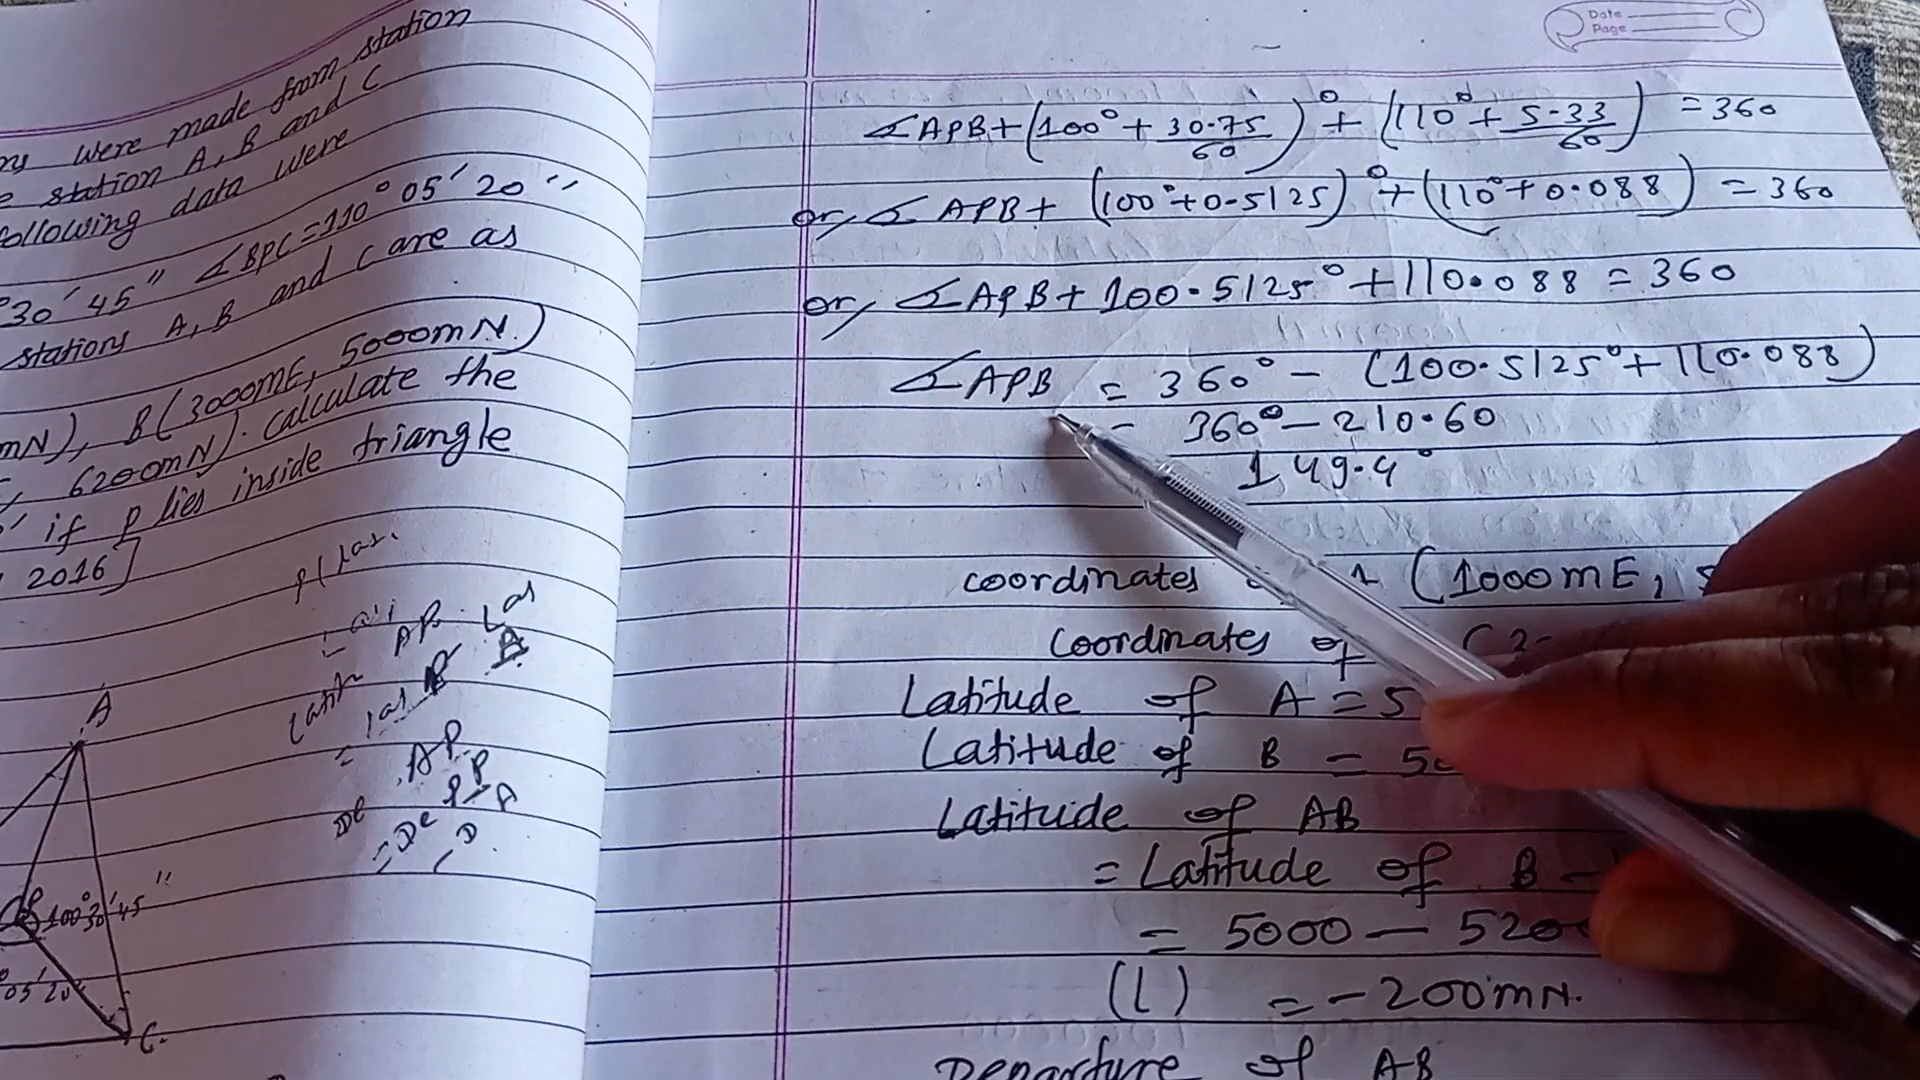 were made from station
station A, B and C
following data were
30' 45" ∠BPC = 110° 05' 20"
stations A, B and C are as
mN), B(3000mE, 5000mN)
6200mN). Calculate the
if P lies inside triangle
2016]
A
100°30'45"
05'20"
C
AP
Date
Page
∠APB + (100° + 30.75/60)° + (110° + 5.33/60) = 360
or, ∠APB + (100° + 0.5125)° + (110° + 0.088) = 360
or, ∠APB + 100.5125° + 110.088 = 360
∠APB = 360° - (100.5125° + 110.088)
= 360° - 210.60
149.4°
coordinates (1000mE,
Coordinates of
Latitude of A = 5
Latitude of B = 50
Latitude of AB
= Latitude of B -
= 5000 - 5200
(L) = -200mN.
Departure of AB